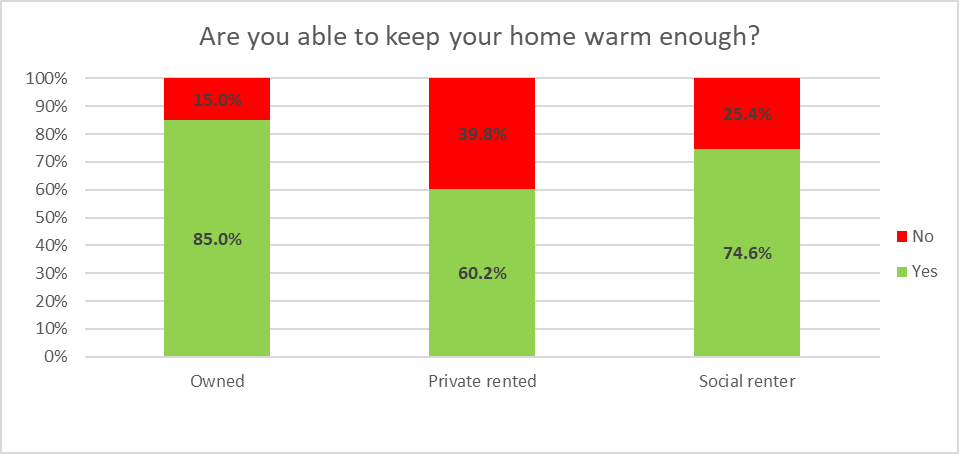 Are you able to keep your home warm enough?
100%
90%
80%
70%
60%
50%
40%
30%
20%
10%
0%
15.0%
39.8%
25.4%
85.0%
60.2%
74.6%
Owned
Private rented
Social renter
No
Yes